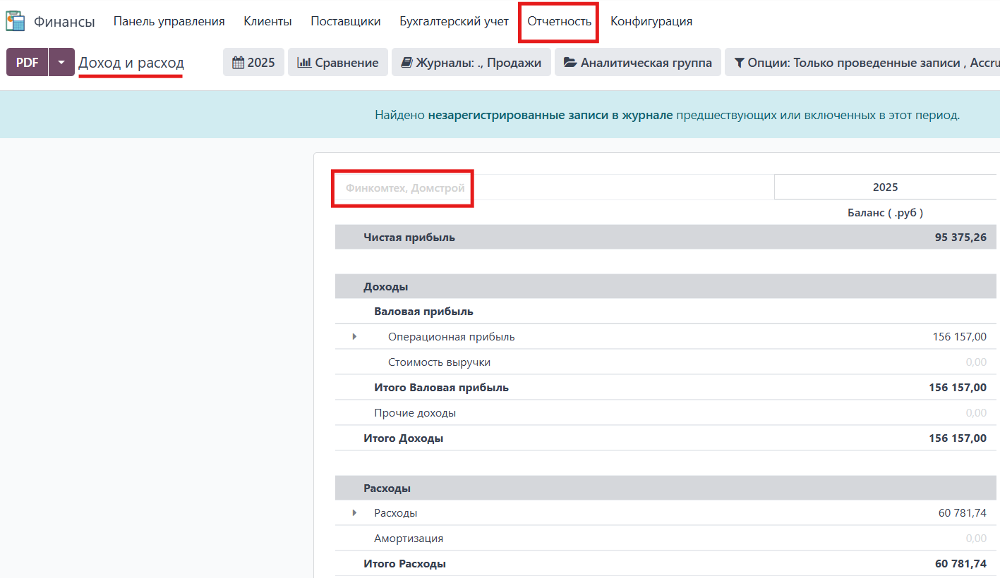 Финансы Панель управления Клиенты Поставщики Бухгалтерский учет Отчетность Конфигурация
PDF Доход и расход 2025 Сравнение Журналы: ., Продажи Аналитическая группа Опции: Только проведенные записи , Accru
Найдено незарегистрированные записи в журнале предшествующих или включенных в этот период.
Финкомтех, Домстрой 2025
Баланс ( .руб )
Чистая прибыль 95 375,26
Доходы
Валовая прибыль
Операционная прибыль 156 157,00
Стоимость выручки 0,00
Итого Валовая прибыль 156 157,00
Прочие доходы 0,00
Итого Доходы 156 157,00
Расходы
Расходы 60 781,74
Амортизация 0,00
Итого Расходы 60 781,74